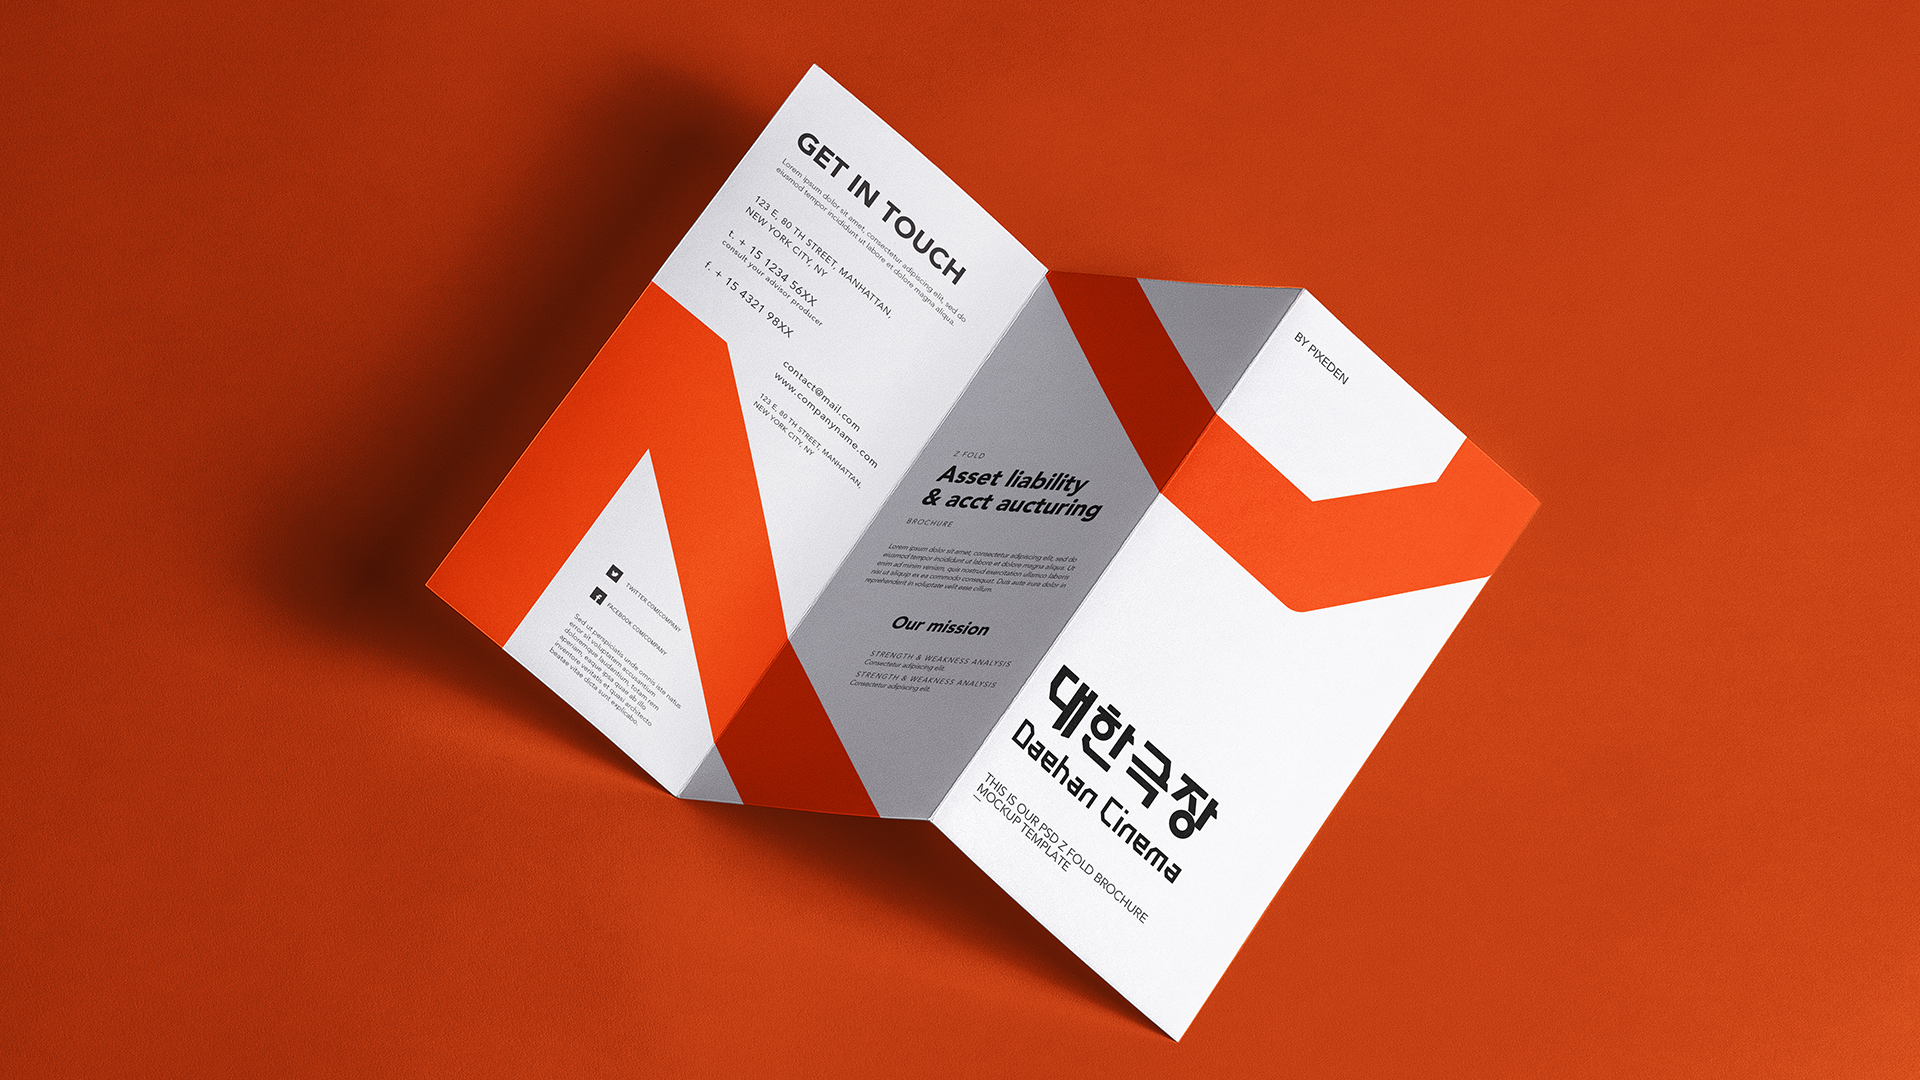 GET IN TOUCH
Lorem ipsum dolor sit amet, consectetur adipiscing elit, sed do
eiusmod tempor incididunt ut labore et dolore magna aliqua.
123 E, 80 TH STREET, MANHATTAN,
NEW YORK CITY, NY
t. + 15 1234 56XX
consult your advisor producer
f. + 15 4321 98XX
contact@mail.com
www.companyname.com
123 E, 80 TH STREET, MANHATTAN,
NEW YORK CITY, NY
TWITTER.COM/COMPANY
FACEBOOK.COM/COMPANY
Sed ut perspiciatis unde omnis iste natus
error sit voluptatem accusantium
doloremque laudantium, totam rem
aperiam, eaque ipsa quae ab illo
inventore veritatis et quasi architecto
beatae vitae dicta sunt explicabo.
Z FOLD
Asset liability
& acct aucturing
BROCHURE
Lorem ipsum dolor sit amet, consectetur adipiscing elit, sed do
eiusmod tempor incididunt ut labore et dolore magna aliqua. Ut
enim ad minim veniam, quis nostrud exercitation ullamco laboris
nisi ut aliquip ex ea commodo consequat. Duis aute irure dolor in
reprehenderit in voluptate velit esse cillum.
Our mission
STRENGTH & WEAKNESS ANALYSIS
Consectetur adipiscing elit.
STRENGTH & WEAKNESS ANALYSIS
Consectetur adipiscing elit.
BY PIXEDEN
대한극장
Daehan Cinema
THIS IS OUR PSD Z FOLD BROCHURE
MOCKUP TEMPLATE